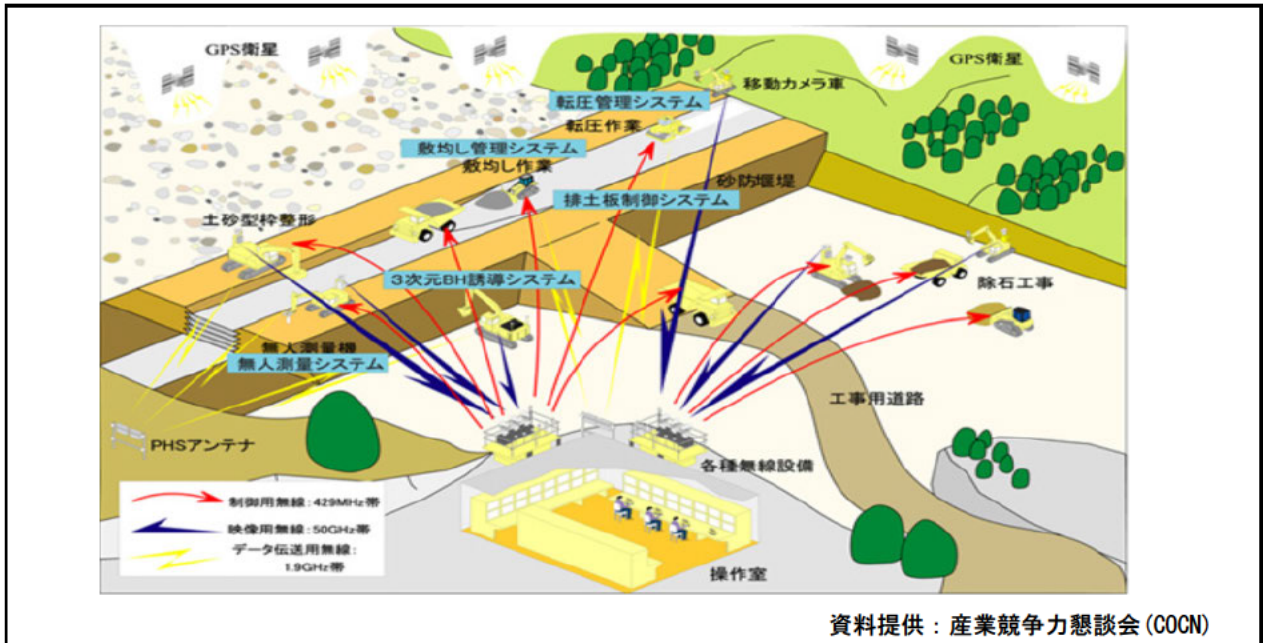 GPS衛星
GPS衛星
移動カメラ車
転圧管理システム
転圧作業
敷均し管理システム
敷均し作業
砂防堰堤
排土板制御システム
土砂型枠整形
3次元BH誘導システム
除石工事
無人測量機
無人測量システム
工事用道路
PHSアンテナ
各種無線設備
制御用無線:429MHz帯
映像用無線:50GHz帯
データ伝送用無線:
1.9GHz帯
操作室
資料提供:産業競争力懇談会(COCN)